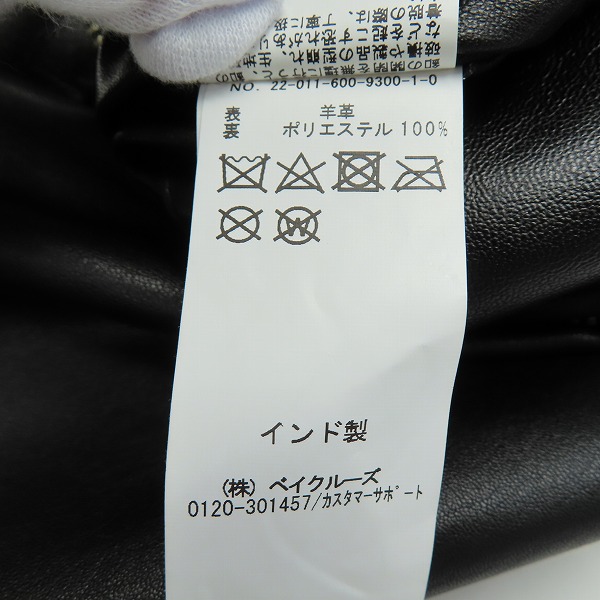 NO. 22-011-600-9300-1-0
表 羊革
裏 ポリエステル 100%
インド製
(株) ベイクルーズ
0120-301457/カスタマーサポート